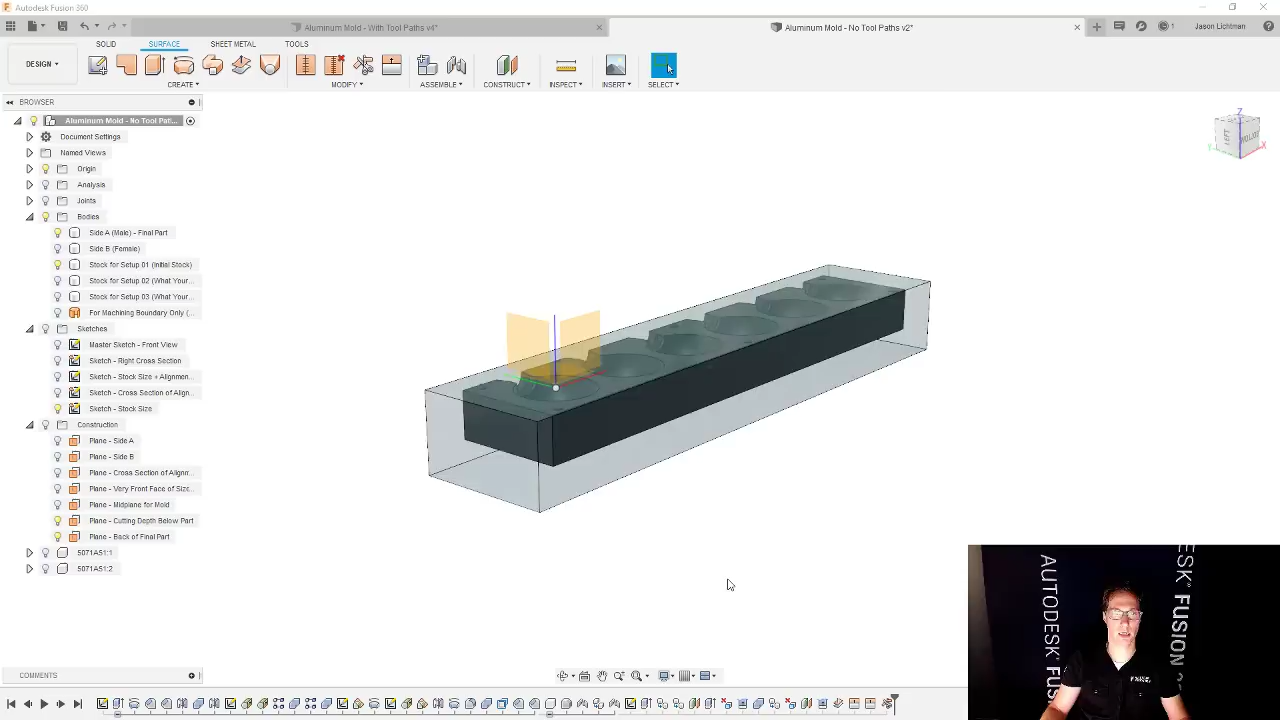 Autodesk Fusion 360
Aluminum Mold - With Tool Paths v4*
Aluminum Mold - No Tool Paths v2*
1
Jason Lichtman
DESIGN
SOLID
SURFACE
SHEET METAL
TOOLS
CREATE
MODIFY
ASSEMBLE
CONSTRUCT
INSPECT
INSERT
SELECT
BROWSER
Aluminum Mold - No Tool Pati...
Document Settings
Named Views
Origin
Analysis
Joints
Bodies
Side A (Male) - Final Part
Side B (Female)
Stock for Setup 01 (Initial Stock)
Stock for Setup 02 (What Your...
Stock for Setup 03 (What Your...
For Machining Boundary Only (...
Sketches
Master Sketch - Front View
Sketch - Right Cross Section
Sketch - Stock Size + Alignmen...
Sketch - Cross Section of Align...
Sketch - Stock Size
Construction
Plane - Side A
Plane - Side B
Plane - Cross Section of Alignm...
Plane - Very Front Face of Size...
Plane - Midplane for Mold
Plane - Cutting Depth Below Part
Plane - Back of Final Part
5071A51:1
5071A51:2
Z
X
Y
COMMENTS
AUTODESK FUS
DESK FUSION